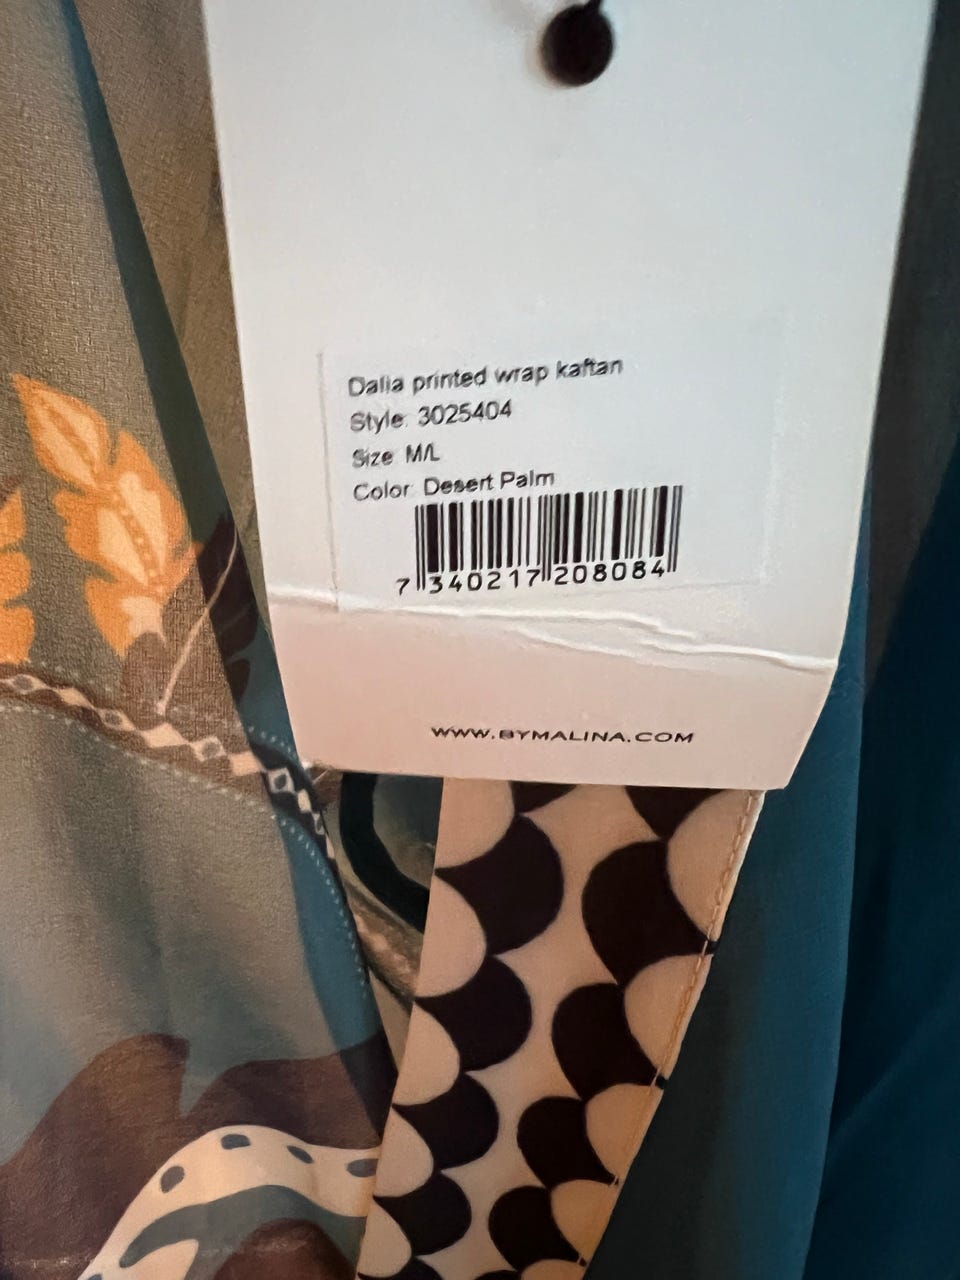 Dalia printed wrap kaftan
Style: 3025404
Size: M/L
Color: Desert Palm
7 340217 208084
WWW.BYMALINA.COM